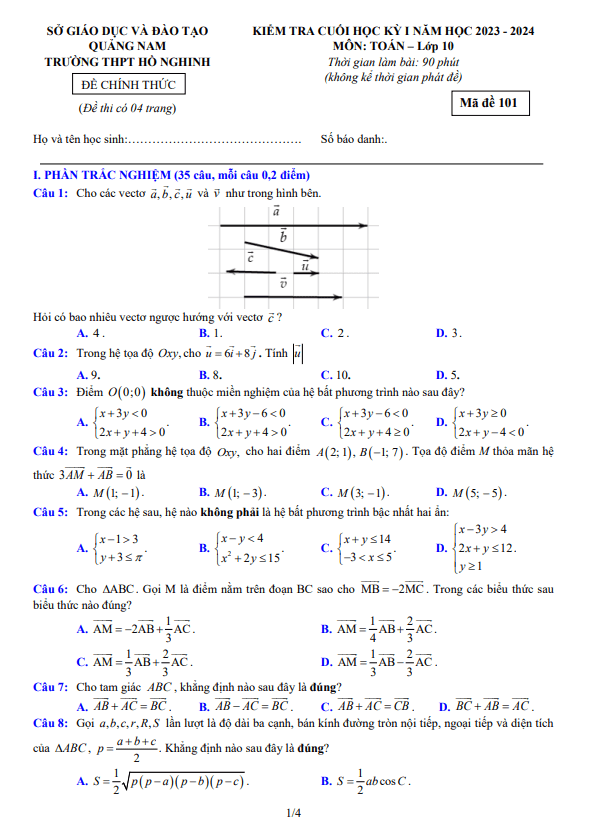 SỞ GIÁO DỤC VÀ ĐÀO TẠO
QUẢNG NAM
TRƯỜNG THPT HỒ NGHINH
ĐỀ CHÍNH THỨC
(Đề thi có 04 trang)
KIỂM TRA CUỐI HỌC KỲ I NĂM HỌC 2023 - 2024
MÔN: TOÁN – Lớp 10
Thời gian làm bài: 90 phút
(không kể thời gian phát đề)
Mã đề 101
Họ và tên học sinh:…………………………………… Số báo danh:.
I. PHẦN TRẮC NGHIỆM (35 câu, mỗi câu 0,2 điểm)
Câu 1: Cho các vectơ $\vec{a},\vec{b},\vec{c},\vec{u}$ và $\vec{v}$ như trong hình bên.
$\vec{a}$
$\vec{b}$
$\vec{c}$
$\vec{u}$
$\vec{v}$
Hỏi có bao nhiêu vectơ ngược hướng với vectơ $\vec{c}$ ?
A. 4 . B. 1. C. 2 . D. 3.
Câu 2: Trong hệ tọa độ Oxy, cho $\vec{u}=6\vec{i}+8\vec{j}$ . Tính $|\vec{u}|$
A. 9. B. 8. C. 10. D. 5.
Câu 3: Điểm $O(0;0)$ không thuộc miền nghiệm của hệ bất phương trình nào sau đây?
A. $\begin{cases}x+3y<0\\2x+y+4>0\end{cases}$. B. $\begin{cases}x+3y-6<0\\2x+y+4>0\end{cases}$. C. $\begin{cases}x+3y-6<0\\2x+y+4\geq 0\end{cases}$. D. $\begin{cases}x+3y\geq 0\\2x+y-4<0\end{cases}$.
Câu 4: Trong mặt phẳng hệ tọa độ Oxy, cho hai điểm $A(2;1), B(-1;7)$. Tọa độ điểm M thỏa mãn hệ
thức $3\overrightarrow{AM}+\overrightarrow{AB}=\vec{0}$ là
A. $M(1;-1)$. B. $M(1;-3)$. C. $M(3;-1)$. D. $M(5;-5)$.
Câu 5: Trong các hệ sau, hệ nào không phải là hệ bất phương trình bậc nhất hai ẩn:
A. $\begin{cases}x-1>3\\y+3\leq\pi\end{cases}$. B. $\begin{cases}x-y<4\\x^2+2y\leq 15\end{cases}$. C. $\begin{cases}x+y\leq 14\\-3<x\leq 5\end{cases}$. D. $\begin{cases}x-3y>4\\2x+y\leq 12\\y\geq 1\end{cases}$.
Câu 6: Cho $\Delta ABC$. Gọi M là điểm nằm trên đoạn BC sao cho $\overrightarrow{MB}=-2\overrightarrow{MC}$. Trong các biểu thức sau
biểu thức nào đúng?
A. $\overrightarrow{AM}=-2\overrightarrow{AB}+\frac{1}{3}\overrightarrow{AC}$. B. $\overrightarrow{AM}=\frac{1}{4}\overrightarrow{AB}+\frac{2}{3}\overrightarrow{AC}$.
C. $\overrightarrow{AM}=\frac{1}{3}\overrightarrow{AB}+\frac{2}{3}\overrightarrow{AC}$. D. $\overrightarrow{AM}=\frac{1}{3}\overrightarrow{AB}-\frac{2}{3}\overrightarrow{AC}$.
Câu 7: Cho tam giác ABC , khẳng định nào sau đây là đúng?
A. $\overrightarrow{AB}+\overrightarrow{AC}=\overrightarrow{BC}$. B. $\overrightarrow{AB}-\overrightarrow{AC}=\overrightarrow{BC}$. C. $\overrightarrow{AB}+\overrightarrow{AC}=\overrightarrow{CB}$. D. $\overrightarrow{BC}+\overrightarrow{AB}=\overrightarrow{AC}$.
Câu 8: Gọi a,b,c,r,R,S lần lượt là độ dài ba cạnh, bán kính đường tròn nội tiếp, ngoại tiếp và diện tích
của $\Delta ABC$, $p=\frac{a+b+c}{2}$. Khẳng định nào sau đây là đúng?
A. $S=\frac{1}{2}\sqrt{p(p-a)(p-b)(p-c)}$. B. $S=\frac{1}{2}ab\cos C$.
1/4